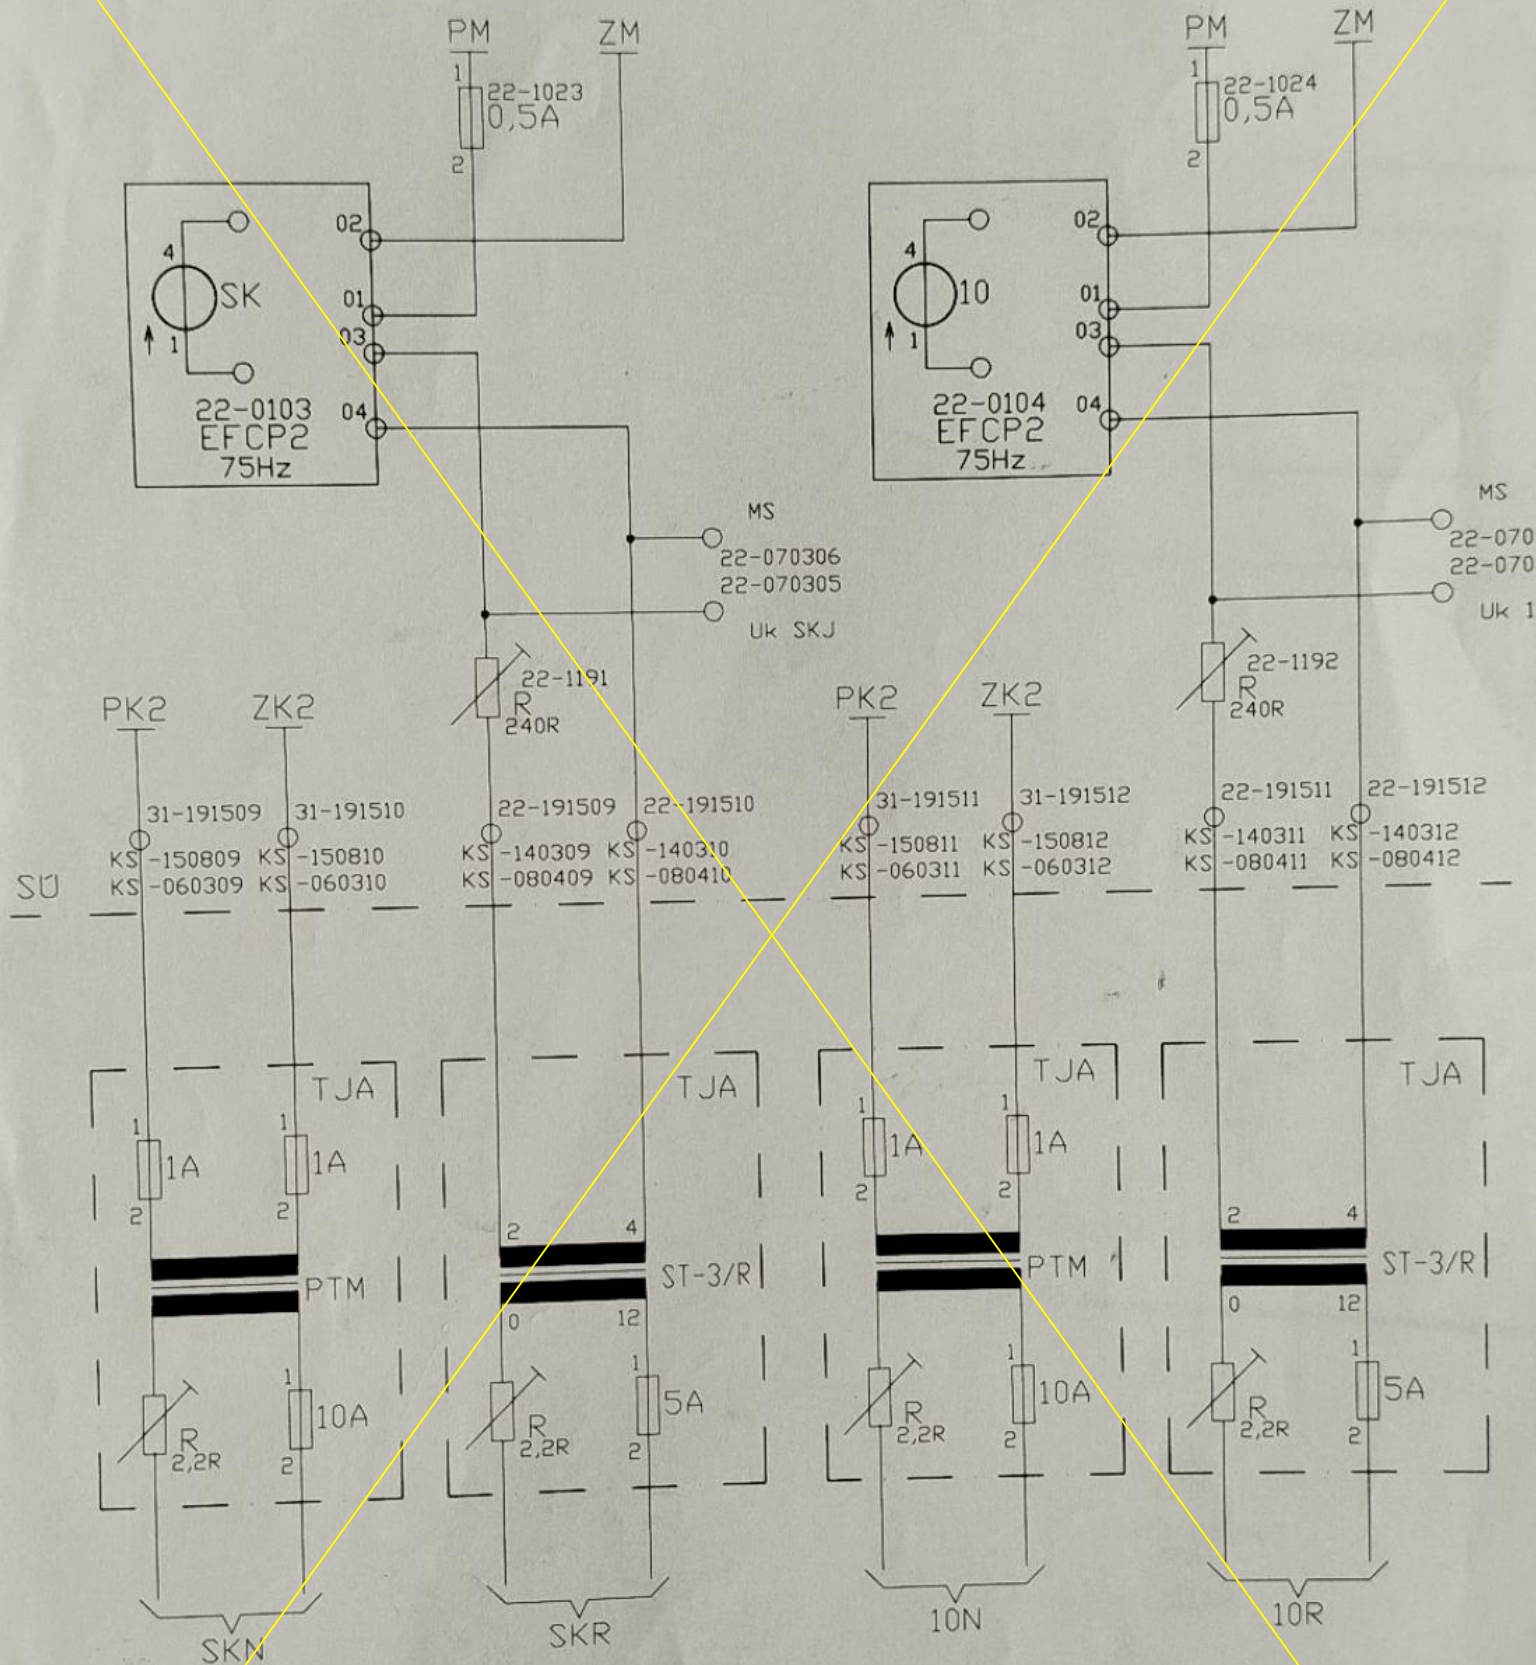 PM
ZM
PM
ZM
1
22-1023
0,5A
2
1
22-1024
0,5A
2
02
4
SK
01
03
1
22-0103
04
EFCP2
75Hz
02
4
10
01
03
1
22-0104
04
EFCP2
75Hz
MS
22-070306
22-070305
Uk SKJ
MS
22-070
22-070
Uk 1
22-1191
R
240R
22-1192
R
240R
PK2
ZK2
PK2
ZK2
31-191509
31-191510
22-191509
22-191510
31-191511
31-191512
22-191511
22-191512
KS -150809
KS -150810
KS -140309
KS -140310
KS -150811
KS -150812
KS -140311
KS -140312
KS -060309
KS -060310
KS -080409
KS -080410
KS -060311
KS -060312
KS -080411
KS -080412
SÜ
TJA
TJA
TJA
TJA
1
1A
2
1
1A
2
1
1A
2
1
1A
2
2
4
2
4
PTM
ST-3/R
PTM
ST-3/R
0
12
0
12
R
2,2R
1
10A
2
R
2,2R
1
5A
2
R
2,2R
1
10A
2
R
2,2R
1
5A
2
SKN
SKR
10N
10R